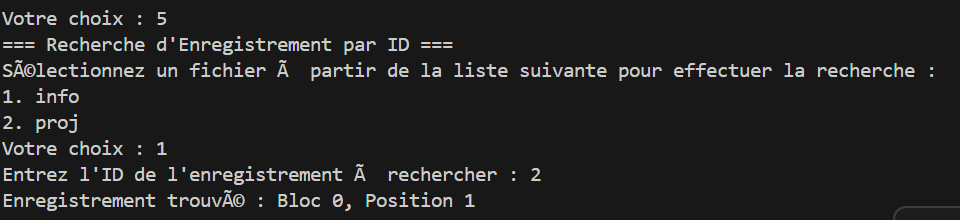 Votre choix : 5
=== Recherche d'Enregistrement par ID ===
SÃ©lectionnez un fichier Ã  partir de la liste suivante pour effectuer la recherche :
1. info
2. proj
Votre choix : 1
Entrez l'ID de l'enregistrement Ã  rechercher : 2
Enregistrement trouvÃ© : Bloc 0, Position 1